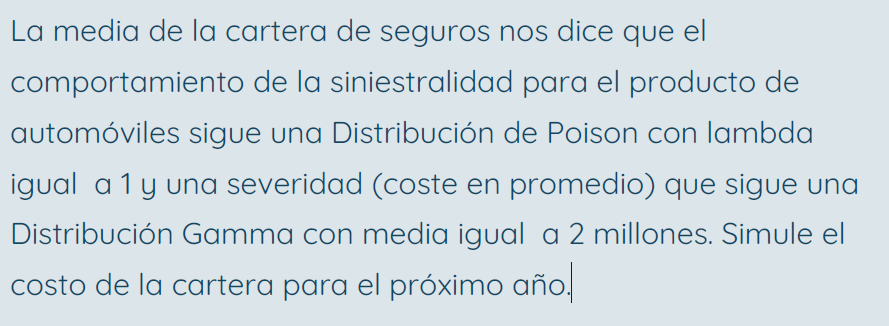 La media de la cartera de seguros nos dice que el
comportamiento de la siniestralidad para el producto de
automóviles sigue una Distribución de Poison con lambda
igual  a 1 y una severidad (coste en promedio) que sigue una
Distribución Gamma con media igual  a 2 millones. Simule el
costo de la cartera para el próximo año.